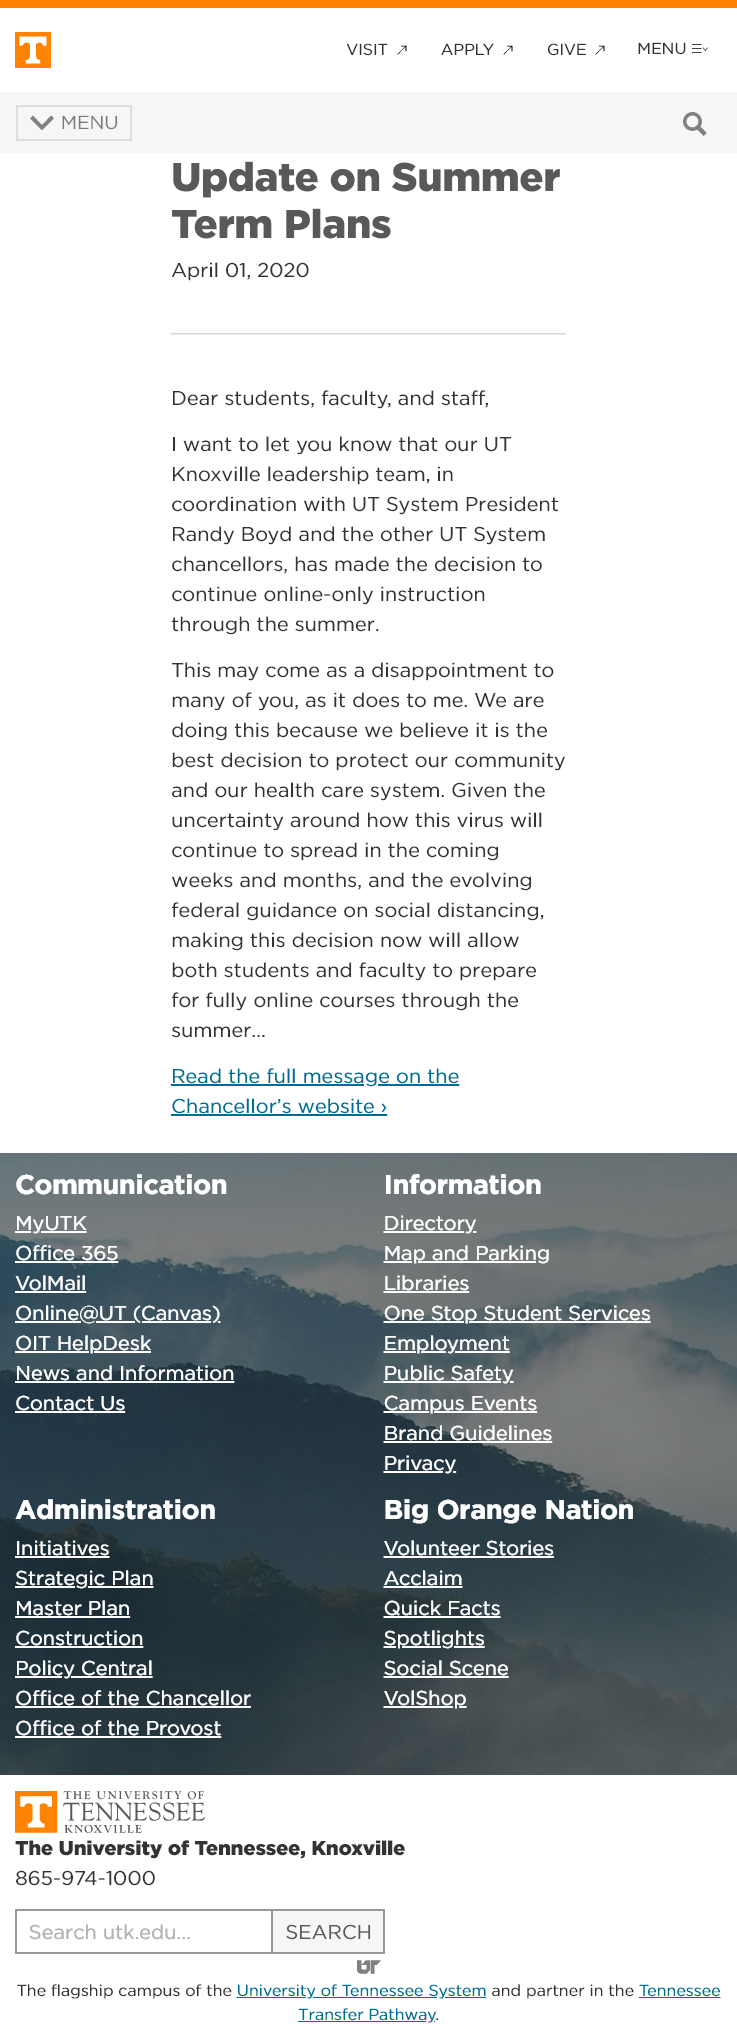 T
VISIT APPLY GIVE MENU
MENU
Update on Summer
Term Plans
April 01, 2020
Dear students, faculty, and staff,
I want to let you know that our UT
Knoxville leadership team, in
coordination with UT System President
Randy Boyd and the other UT System
chancellors, has made the decision to
continue online-only instruction
through the summer.
This may come as a disappointment to
many of you, as it does to me. We are
doing this because we believe it is the
best decision to protect our community
and our health care system. Given the
uncertainty around how this virus will
continue to spread in the coming
weeks and months, and the evolving
federal guidance on social distancing,
making this decision now will allow
both students and faculty to prepare
for fully online courses through the
summer…
Read the full message on the
Chancellor’s website ›
Communication
MyUTK
Office 365
VolMail
Online@UT (Canvas)
OIT HelpDesk
News and Information
Contact Us
Information
Directory
Map and Parking
Libraries
One Stop Student Services
Employment
Public Safety
Campus Events
Brand Guidelines
Privacy
Administration
Initiatives
Strategic Plan
Master Plan
Construction
Policy Central
Office of the Chancellor
Office of the Provost
Big Orange Nation
Volunteer Stories
Acclaim
Quick Facts
Spotlights
Social Scene
VolShop
T
THE UNIVERSITY OF
TENNESSEE
KNOXVILLE
The University of Tennessee, Knoxville
865-974-1000
Search utk.edu... SEARCH
UT
The flagship campus of the University of Tennessee System and partner in the Tennessee
Transfer Pathway.